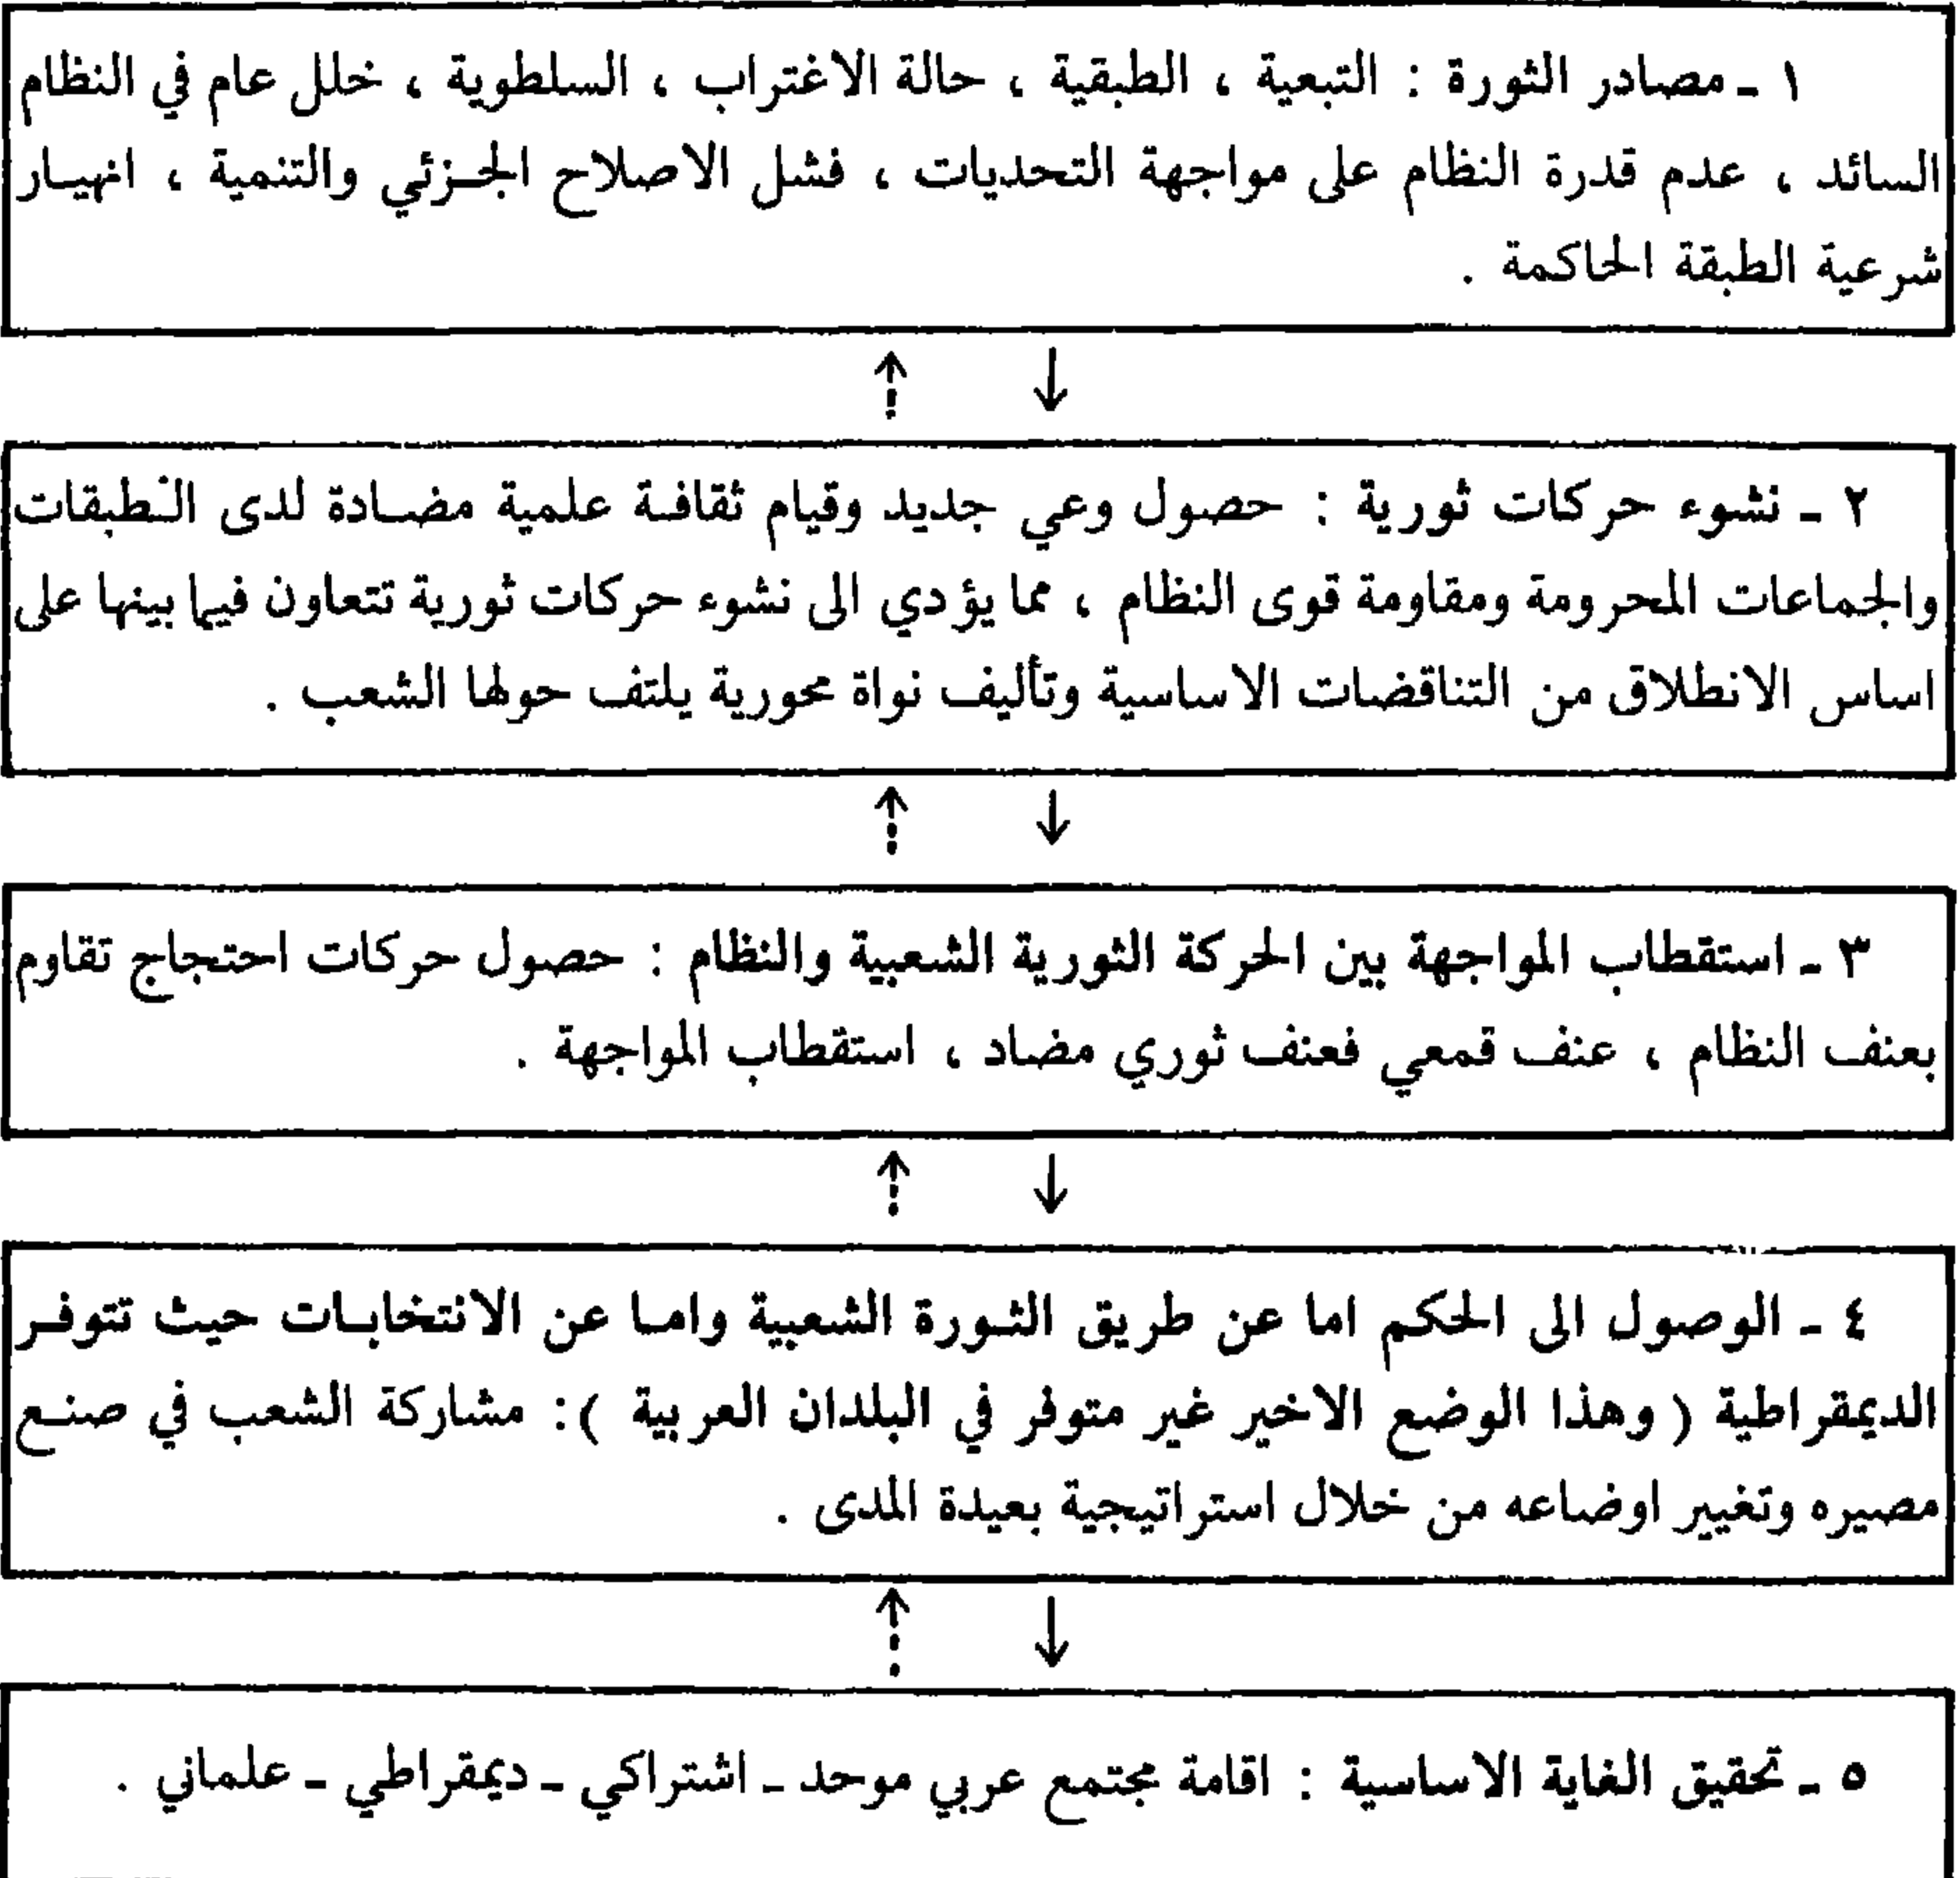 ١ ـ مصادر الثورة : التبعية ، الطبقية ، حالة الاغتراب ، السلطوية ، خلل عام في النظام
السائد ، عدم قدرة النظام على مواجهة التحديات ، فشل الاصلاح الجزئي والتنمية ، انهيار
شرعية الطبقة الحاكمة .
٢ ـ نشوء حركات ثورية : حصول وعي جديد وقيام ثقافة علمية مضادة لدى الطبقات
والجماعات المحرومة ومقاومة قوى النظام ، مما يؤدي الى نشوء حركات ثورية تتعاون فيما بينها على
اساس الانطلاق من التناقضات الاساسية وتأليف نواة محورية يلتف حولها الشعب .
٣ ـ استقطاب المواجهة بين الحركة الثورية الشعبية والنظام : حصول حركات احتجاج تقاوم
بعنف النظام ، عنف قمعي فعنف ثوري مضاد ، استقطاب المواجهة .
٤ ـ الوصول الى الحكم اما عن طريق الثورة الشعبية واما عن الانتخابات حيث تتوفر
الديمقراطية ( وهذا الوضع الاخير غير متوفر في البلدان العربية ) : مشاركة الشعب في صنع
مصيره وتغيير اوضاعه من خلال استراتيجية بعيدة المدى .
٥ ـ تحقيق الغاية الاساسية : اقامة مجتمع عربي موحد ـ اشتراكي ـ ديمقراطي ـ علماني .